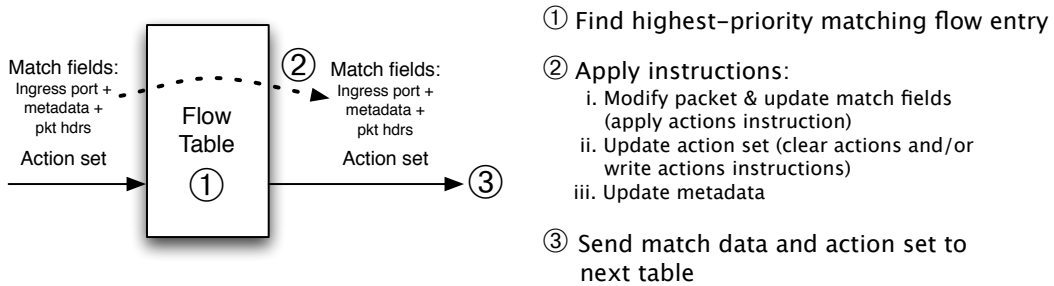 Match fields:
Ingress port +
metadata +
pkt hdrs
Action set
Flow
Table
①
②
Match fields:
Ingress port +
metadata +
pkt hdrs
Action set
③
① Find highest–priority matching flow entry
② Apply instructions:
i. Modify packet & update match fields
(apply actions instruction)
ii. Update action set (clear actions and/or
write actions instructions)
iii. Update metadata
③ Send match data and action set to
next table